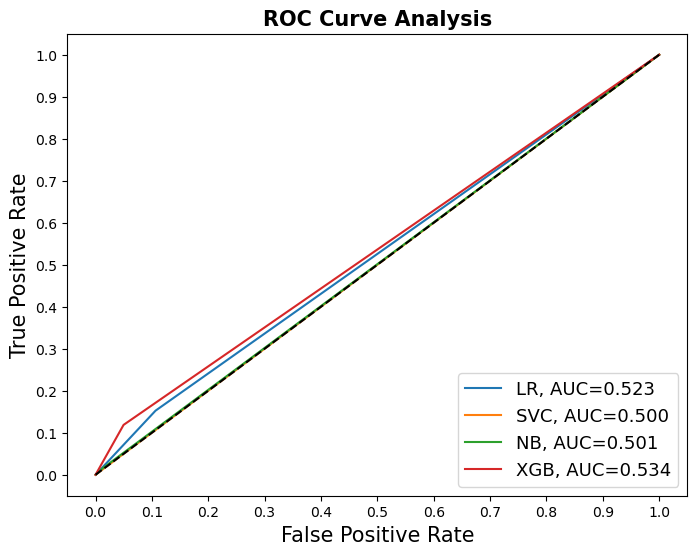 ROC Curve Analysis
True Positive Rate
1.0
0.9
0.8
0.7
0.6
0.5
0.4
0.3
0.2
0.1
0.0
LR, AUC=0.523
SVC, AUC=0.500
NB, AUC=0.501
XGB, AUC=0.534
0.0 0.1 0.2 0.3 0.4 0.5 0.6 0.7 0.8 0.9 1.0
False Positive Rate